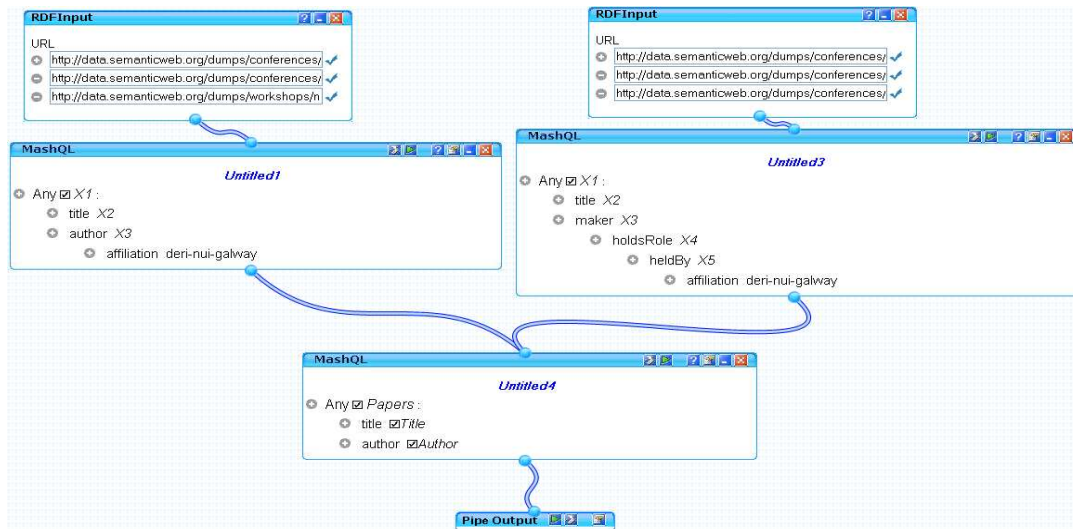 RDFInput
URL
http://data.semanticweb.org/dumps/conferences/
http://data.semanticweb.org/dumps/conferences/
http://data.semanticweb.org/dumps/workshops/n
RDFInput
URL
http://data.semanticweb.org/dumps/conferences/
http://data.semanticweb.org/dumps/conferences/
http://data.semanticweb.org/dumps/conferences/
MashQL
Untitled1
Any X1 :
title X2
author X3
affiliation deri-nui-galway
MashQL
Untitled3
Any X1 :
title X2
maker X3
holdsRole X4
heldBy X5
affiliation deri-nui-galway
MashQL
Untitled4
Any Papers :
title Title
author Author
Pipe Output